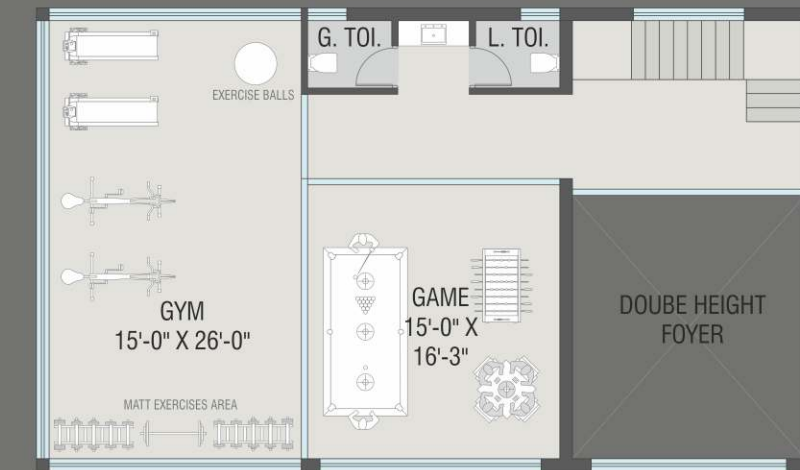 G. TOI.
L. TOI.
EXERCISE BALLS
GYM
15'-0" X 26'-0"
MATT EXERCISES AREA
GAME
15'-0" X
16'-3"
DOUBE HEIGHT
FOYER